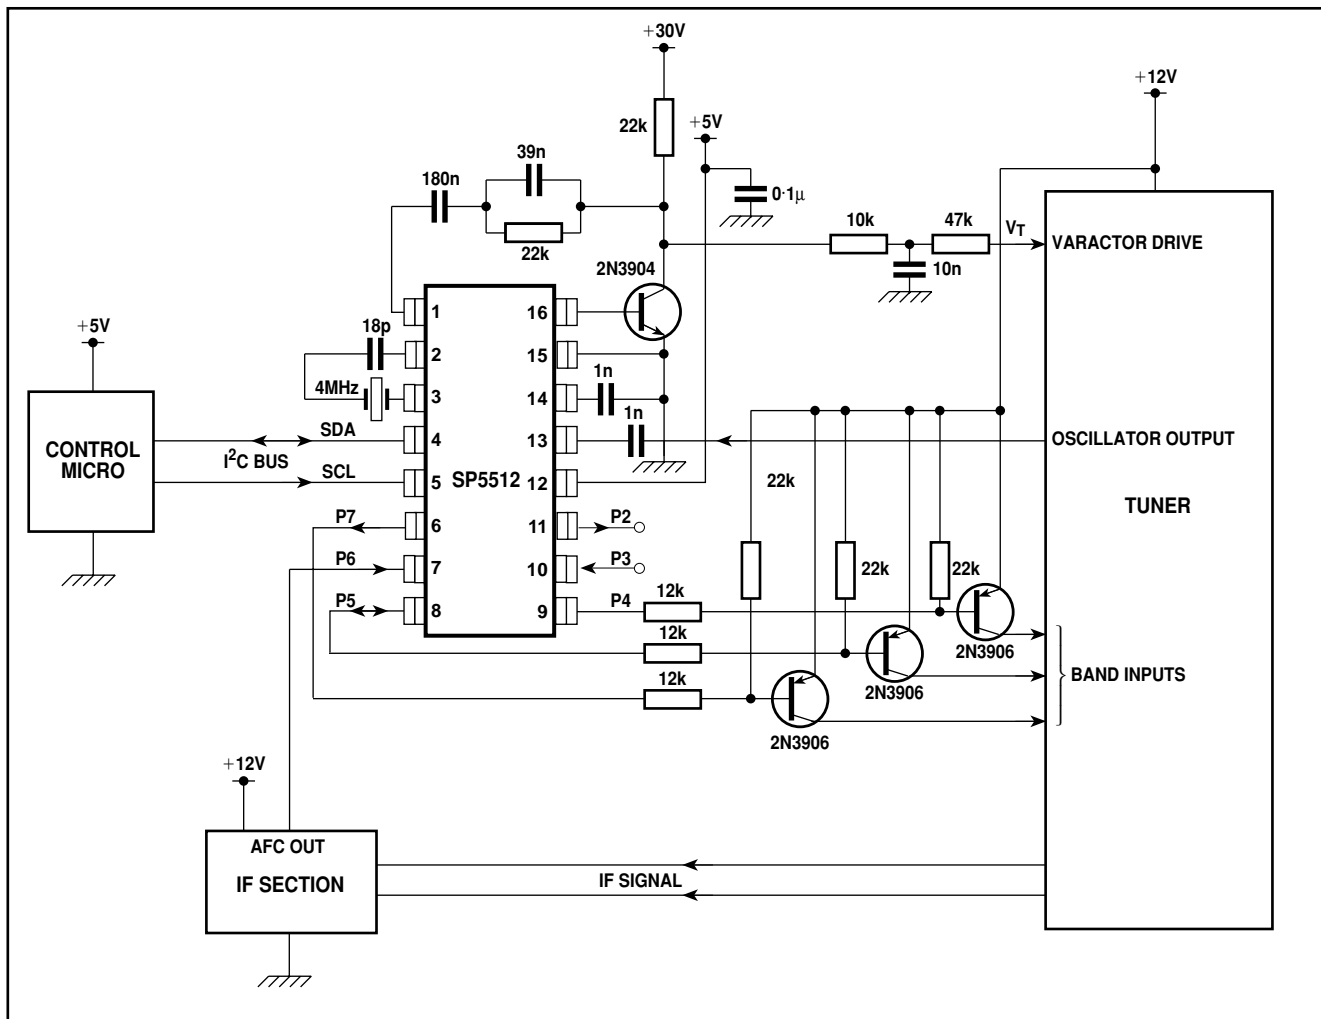 +30V
+12V
22k
+5V
39n
180n
0·1µ
22k
10k
47k
VT
VARACTOR DRIVE
10n
2N3904
+5V
18p
1
16
2
15
4MHz
3
14
1n
1n
CONTROL
MICRO
SDA
I²C BUS
SCL
4
13
OSCILLATOR OUTPUT
5
SP5512
12
22k
TUNER
P7
6
11
P2
P6
7
10
P3
22k
22k
P5
8
9
P4
12k
12k
12k
2N3906
2N3906
2N3906
BAND INPUTS
+12V
AFC OUT
IF SECTION
IF SIGNAL